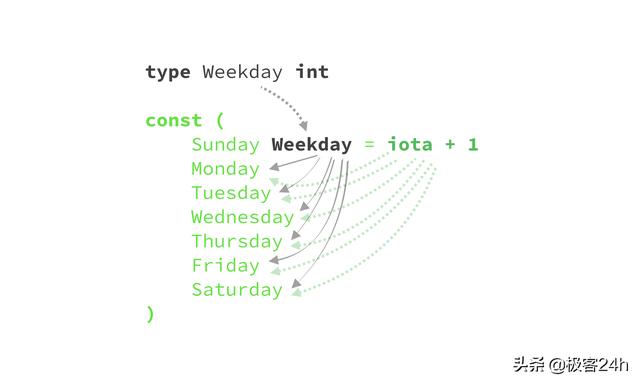 type Weekday int
const (
Sunday Weekday = iota + 1
Monday
Tuesday
Wednesday
Thursday
Friday
Saturday
)
头条 @极客24h